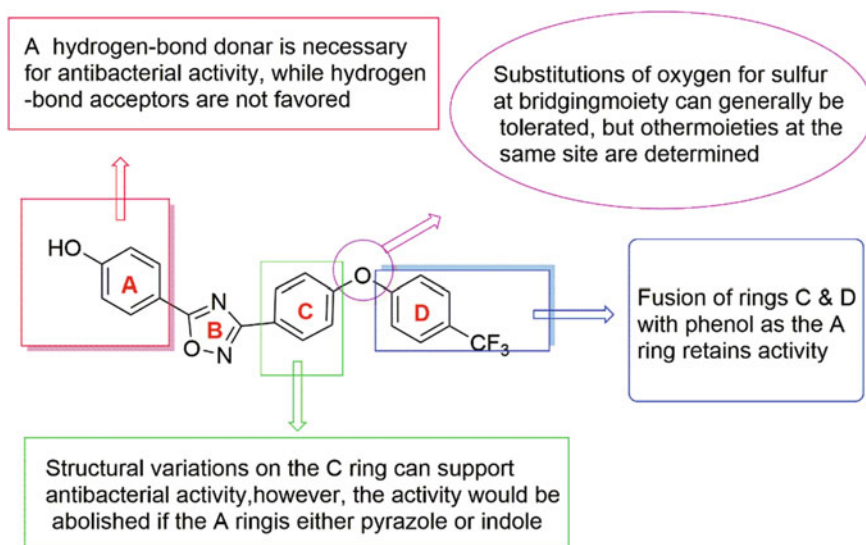 A hydrogen-bond donar is necessary
for antibacterial activity, while hydrogen
-bond acceptors are not favored
Substitutions of oxygen for sulfur
at bridgingmoiety can generally be
tolerated, but othermoieties at the
same site are determined
HO
A
B
N
O
N
C
O
D
CF3
Fusion of rings C & D
with phenol as the A
ring retains activity
Structural variations on the C ring can support
antibacterial activity,however, the activity would be
abolished if the A ringis either pyrazole or indole